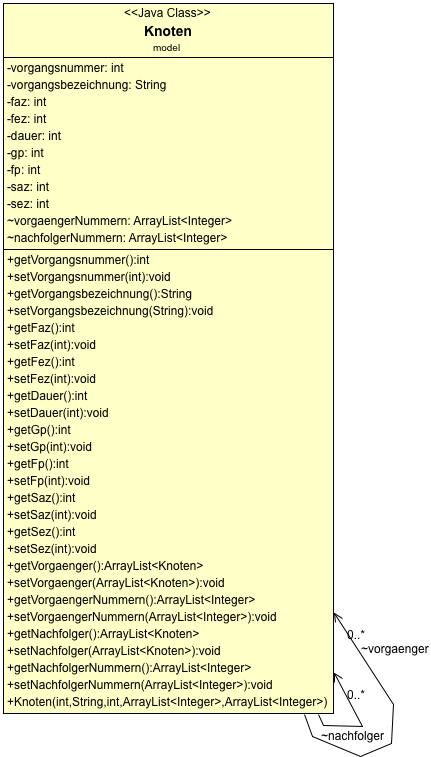 <<Java Class>>
Knoten
model
-vorgangsnummer: int
-vorgangsbezeichnung: String
-faz: int
-fez: int
-dauer: int
-gp: int
-fp: int
-saz: int
-sez: int
~vorgaengerNummern: ArrayList<Integer>
~nachfolgerNummern: ArrayList<Integer>
+getVorgangsnummer():int
+setVorgangsnummer(int):void
+getVorgangsbezeichnung():String
+setVorgangsbezeichnung(String):void
+getFaz():int
+setFaz(int):void
+getFez():int
+setFez(int):void
+getDauer():int
+setDauer(int):void
+getGp():int
+setGp(int):void
+getFp():int
+setFp(int):void
+getSaz():int
+setSaz(int):void
+getSez():int
+setSez(int):void
+getVorgaenger():ArrayList<Knoten>
+setVorgaenger(ArrayList<Knoten>):void
+getVorgaengerNummern():ArrayList<Integer>
+setVorgaengerNummern(ArrayList<Integer>):void
+getNachfolger():ArrayList<Knoten>
+setNachfolger(ArrayList<Knoten>):void
+getNachfolgerNummern():ArrayList<Integer>
+setNachfolgerNummern(ArrayList<Integer>):void
+Knoten(int,String,int,ArrayList<Integer>,ArrayList<Integer>)
0..*
~vorgaenger
0..*
~nachfolger